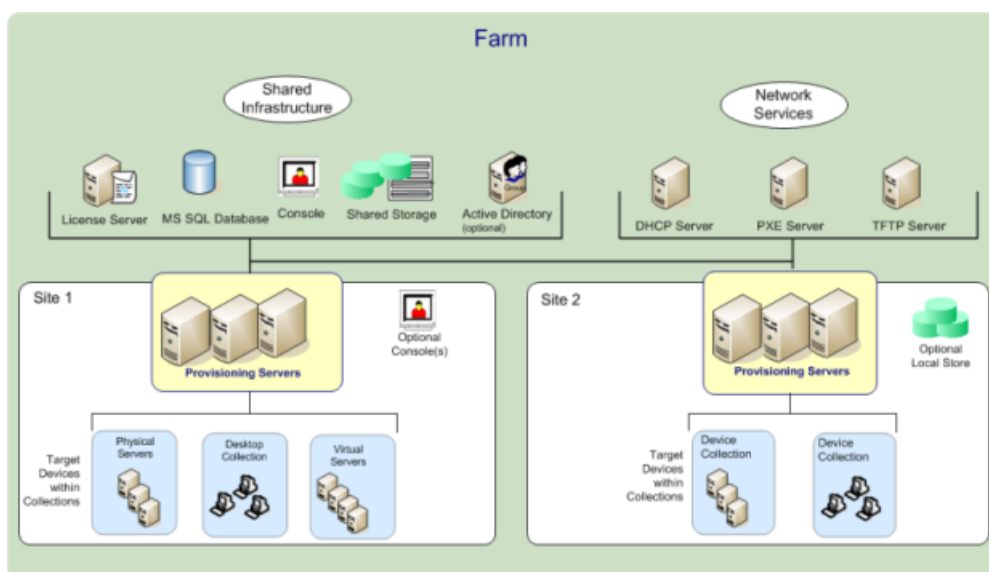 Farm
Shared
Infrastructure
Network
Services
License Server
MS SQL Database
Console
Shared Storage
Group
Active Directory
(optional)
DHCP Server
PXE Server
TFTP Server
Site 1
Provisioning Servers
Optional
Console(s)
Target
Devices
within
Collections
Physical
Servers
Desktop
Collection
Virtual
Servers
Site 2
Provisioning Servers
Optional
Local Store
Target
Devices
within
Collections
Device
Collection
Device
Collection